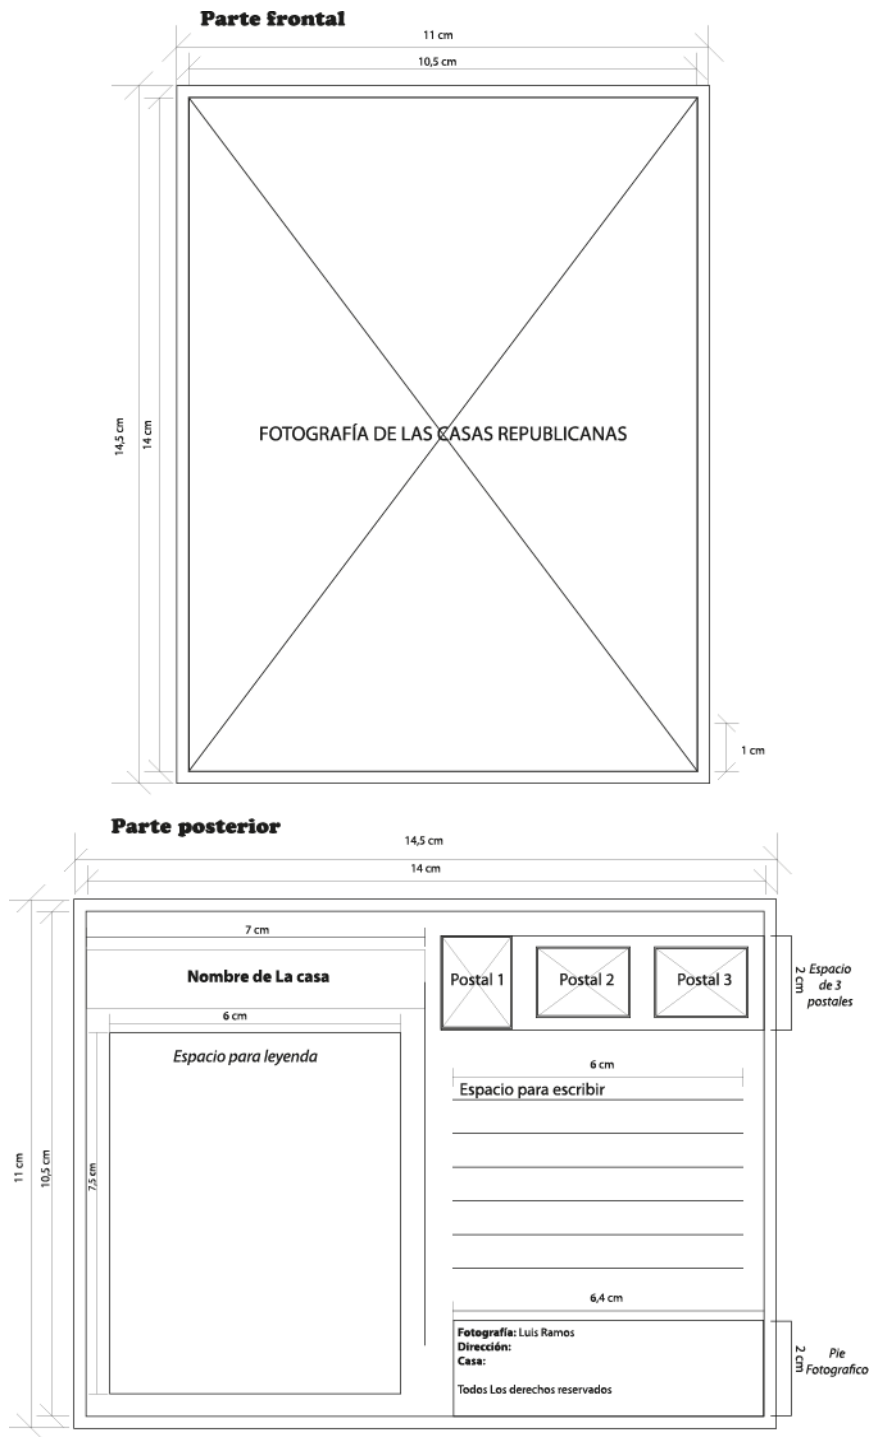 Parte frontal
11 cm
10,5 cm
14,5 cm
14 cm
FOTOGRAFÍA DE LAS CASAS REPUBLICANAS
1 cm
Parte posterior
14,5 cm
14 cm
11 cm
10,5 cm
7 cm
Nombre de La casa
6 cm
Espacio para leyenda
7,5 cm
Postal 1
Postal 2
Postal 3
2 cm
Espacio
de 3
postales
6 cm
Espacio para escribir
6,4 cm
Fotografía: Luis Ramos
Dirección:
Casa:
Todos Los derechos reservados
2 cm
Pie
Fotografico